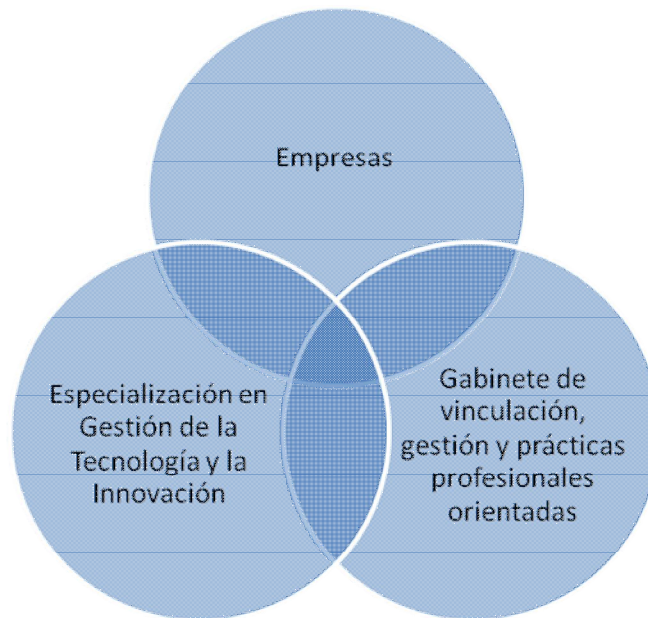 Empresas
Especialización en
Gestión de la
Tecnología y la
Innovación
Gabinete de
vinculación,
gestión y prácticas
profesionales
orientadas